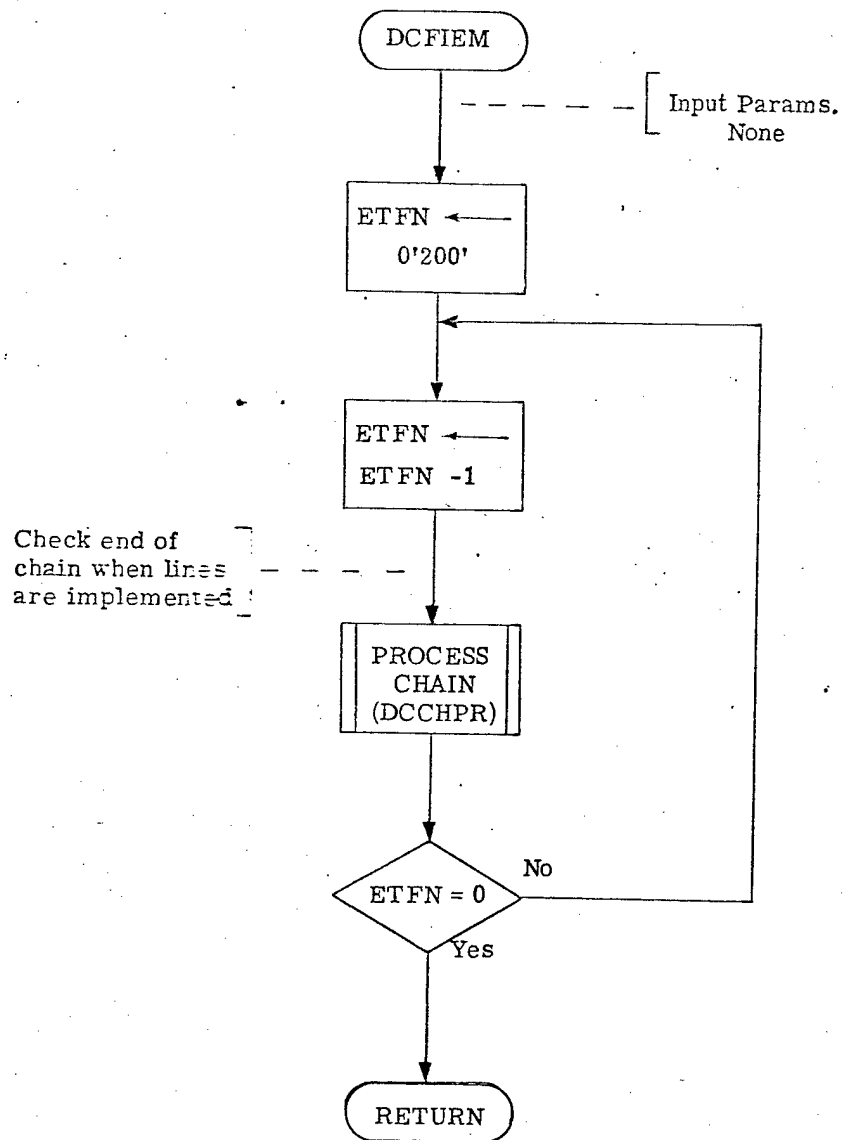 DCFIEM
Input Params.
None
ETFN ←
0'200'
ETFN ←
ETFN -1
Check end of
chain when lines
are implemented
PROCESS
CHAIN
(DCCHPR)
ETFN = 0
No
Yes
RETURN